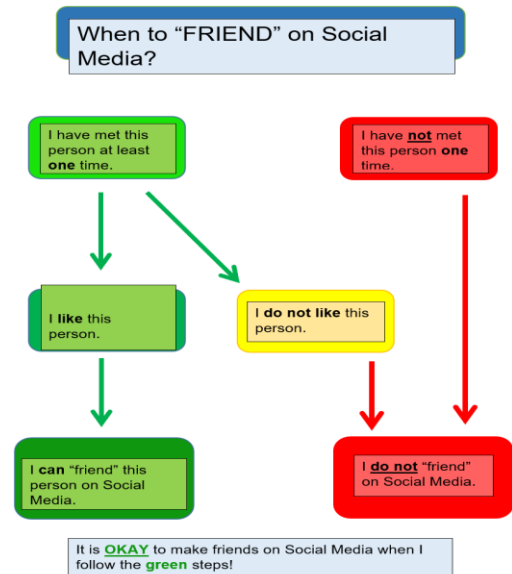 When to “FRIEND” on Social
Media?
I have met this
person at least
one time.
I have not met
this person one
time.
I like this
person.
I do not like this
person.
I can “friend” this
person on Social
Media.
I do not “friend”
on Social Media.
It is OKAY to make friends on Social Media when I
follow the green steps!